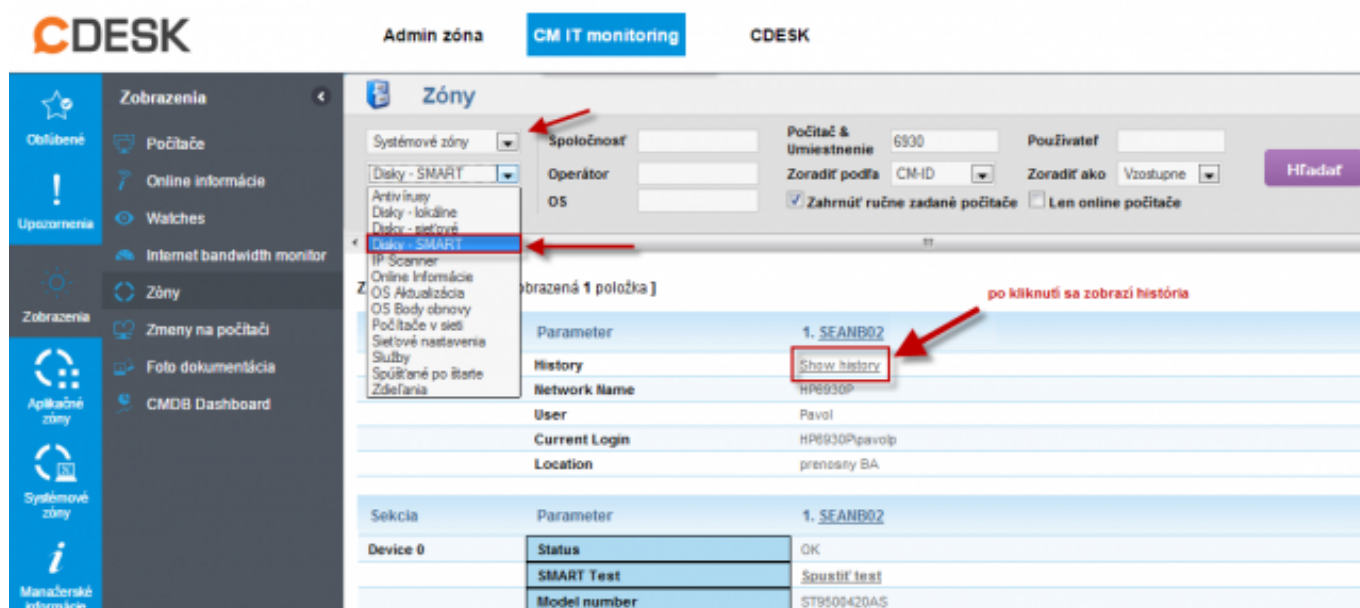 CDESK
Admin zóna
CM IT monitoring
CDESK
Obľúbené
Upozornenia
Zobrazenia
Aplikačné
zóny
Systémové
zóny
Manažerské
informácie
Zobrazenia
Počítače
Online informácie
Watches
Internet bandwidth monitor
Zóny
Zmeny na počítači
Foto dokumentácia
CMDB Dashboard
Zóny
Systémové zóny
Disky - SMART
Antivírusy
Disky - lokálne
Disky - sieťové
Disky - SMART
IP Scanner
Online Informácie
OS Aktualizácia
OS Body obnovy
Počítače v sieti
Sieťové nastavenia
Služby
Spúšťané po štarte
Zdieľania
Spoločnosť
Operátor
OS
Počítač &
Umiestnenie
6930
Zoradiť podľa
CM-ID
Zahrnúť ručne zadané počítače
Používateľ
Zoradiť ako
Vzostupne
Len online počítače
Hľadať
Z
brazená 1 položka ]
po kliknutí sa zobrazí história
Parameter 1. SEANB02
History Show history
Network Name HP6930P
User Pavol
Current Login HP6930P\pavolp
Location prenosny BA
Sekcia Parameter 1. SEANB02
Device 0 Status OK
SMART Test Spustiť test
Model number ST9500420AS